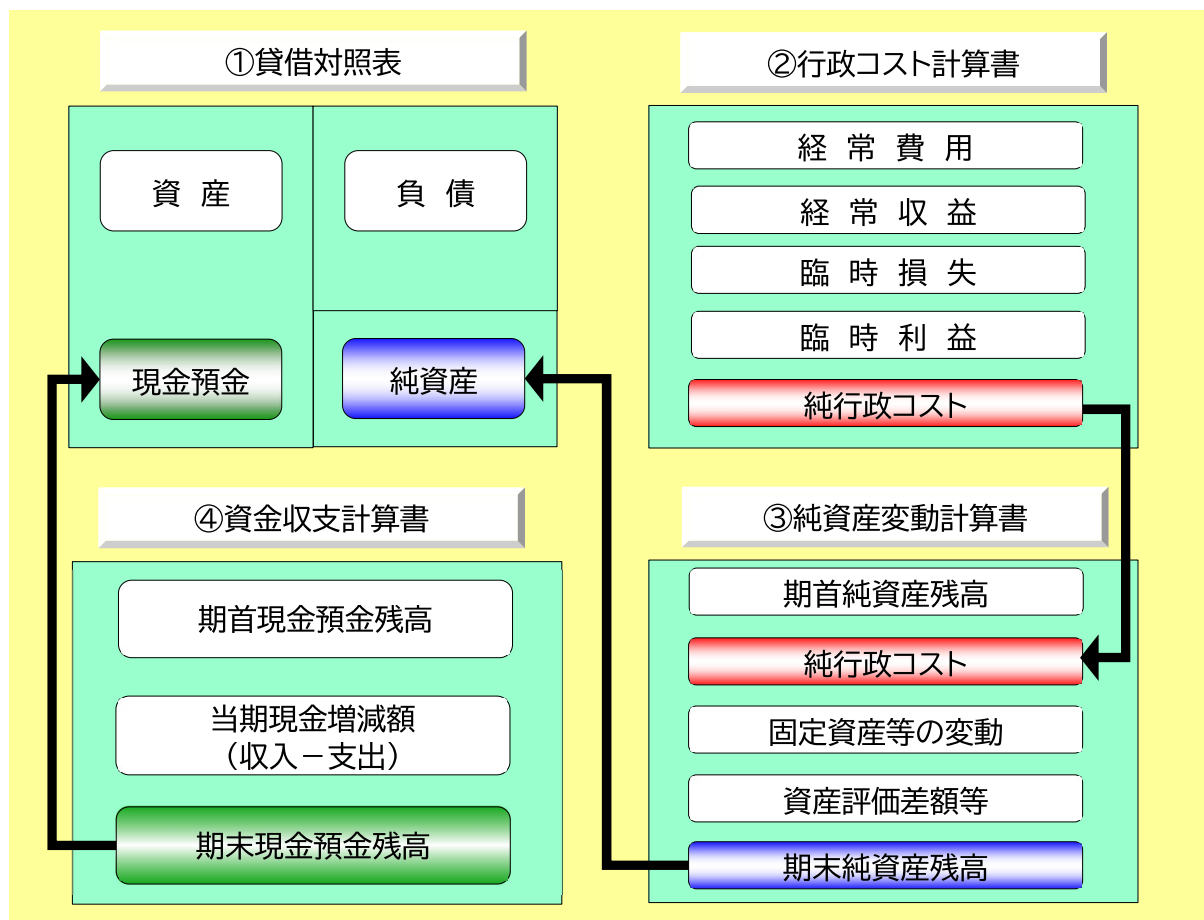 ①貸借対照表
資 産
負 債
現金預金
純資産
②行政コスト計算書
経 常 費 用
経 常 収 益
臨 時 損 失
臨 時 利 益
純行政コスト
④資金収支計算書
期首現金預金残高
当期現金増減額
（収入－支出）
期末現金預金残高
③純資産変動計算書
期首純資産残高
純行政コスト
固定資産等の変動
資産評価差額等
期末純資産残高